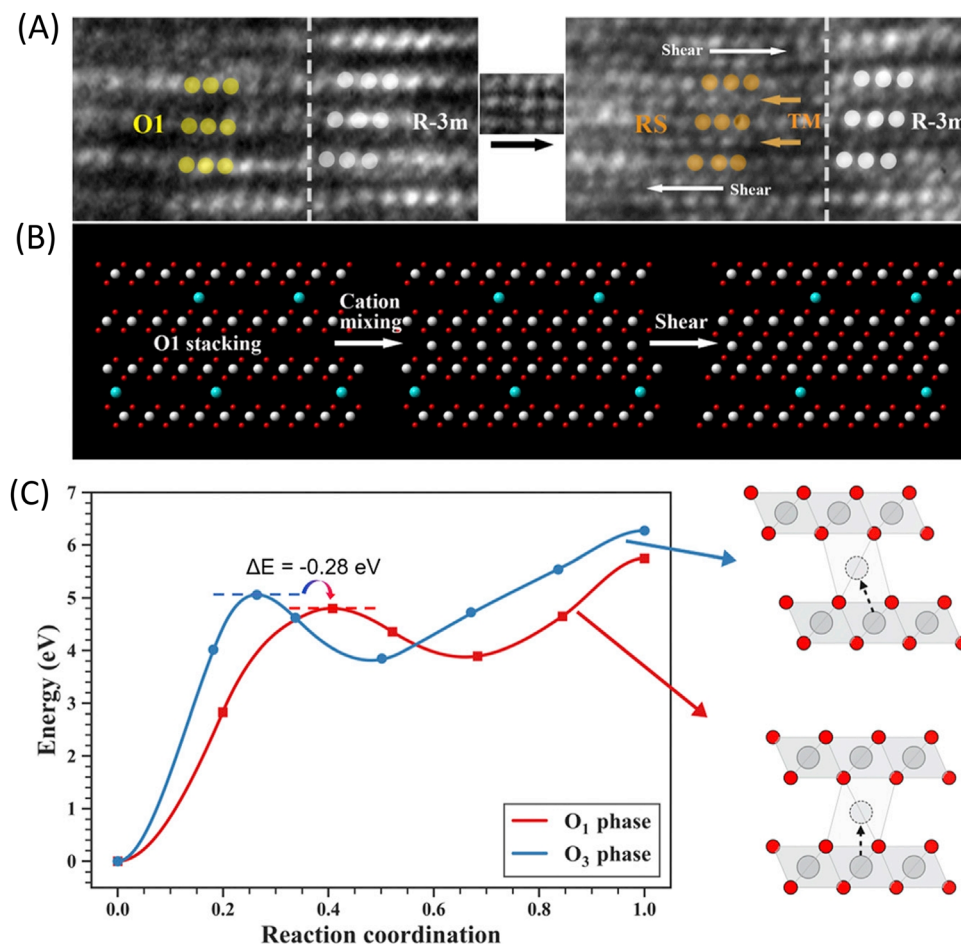 (A)
O1
R-3m
Shear
RS
TM
R-3m
Shear
(B)
O1 stacking
Cation
mixing
Shear
(C)
Energy (eV)
7
6
5
4
3
2
1
0
ΔE = -0.28 eV
O₁ phase
O₃ phase
0.0 0.2 0.4 0.6 0.8 1.0
Reaction coordination